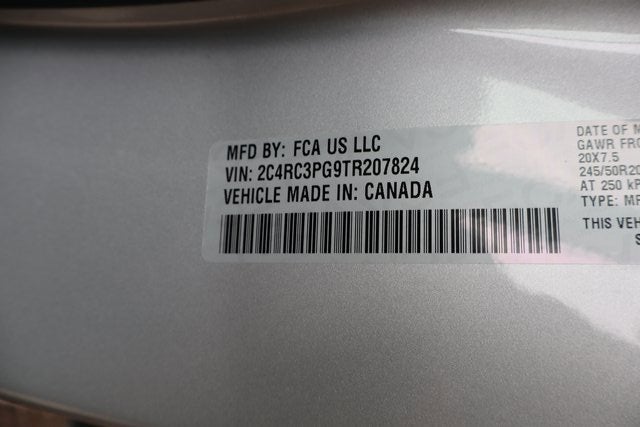 MFD BY: FCA US LLC
VIN: 2C4RC3PG9TR207824
VEHICLE MADE IN: CANADA
DATE OF M
GAWR FRO
20X7.5
245/50R20
AT 250 kP
TYPE: MP
THIS VEH
S